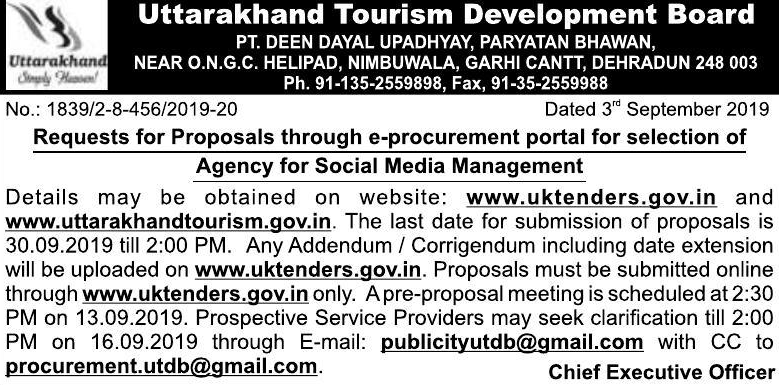 Uttarakhand
Simply Heaven!
Uttarakhand Tourism Development Board
PT. DEEN DAYAL UPADHYAY, PARYATAN BHAWAN,
NEAR O.N.G.C. HELIPAD, NIMBUWALA, GARHI CANTT, DEHRADUN 248 003
Ph. 91-135-2559898, Fax, 91-35-2559988
No.: 1839/2-8-456/2019-20 Dated 3rd September 2019
Requests for Proposals through e-procurement portal for selection of
Agency for Social Media Management
Details may be obtained on website: www.uktenders.gov.in and
www.uttarakhandtourism.gov.in. The last date for submission of proposals is
30.09.2019 till 2:00 PM. Any Addendum / Corrigendum including date extension
will be uploaded on www.uktenders.gov.in. Proposals must be submitted online
through www.uktenders.gov.in only. A pre-proposal meeting is scheduled at 2:30
PM on 13.09.2019. Prospective Service Providers may seek clarification till 2:00
PM on 16.09.2019 through E-mail: publicityutdb@gmail.com with CC to
procurement.utdb@gmail.com. Chief Executive Officer